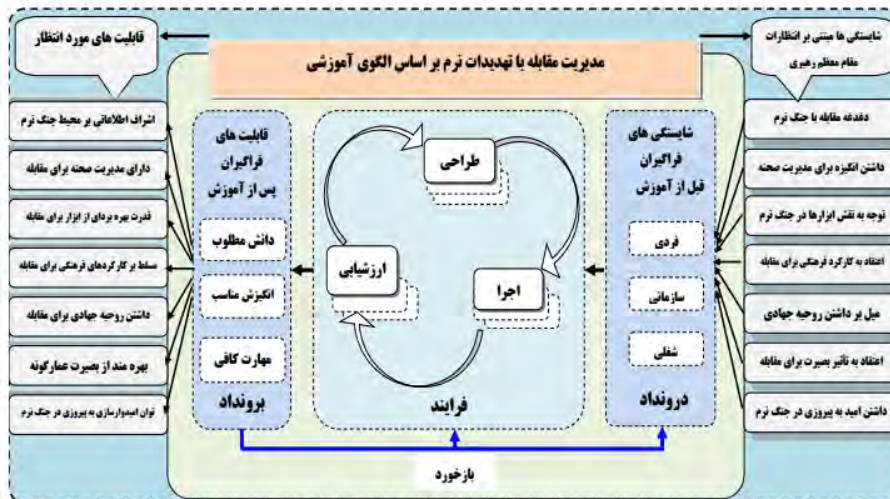 شایستگی ها مبتنی بر انتظارات
مقام معظم رهبری
قابلیت های مورد انتظار
مدیریت مقابله با تهدیدات نرم بر اساس الگوی آموزشی
دغدغه مقابله با جنگ نرم
داشتن انگیزه برای مدیریت صحنه
توجه به نقش ابزارها در جنگ نرم
اعتقاد به کارکرد فرهنگی برای مقابله
میل بر داشتن روحیه جهادی
اعتقاد به تأثیر بصیرت برای مقابله
داشتن امید به پیروزی در جنگ نرم
شایستگی های
فراگیران
قبل از آموزش
فردی
سازمانی
شغلی
درونداد
طراحی
اجرا
ارزشیابی
فرایند
قابلیت های
فراگیران
پس از آموزش
دانش مطلوب
انگیزش مناسب
مهارت کافی
برونداد
اشراف اطلاعاتی بر محیط جنگ نرم
دارای مدیریت صحنه برای مقابله
قدرت بهره بردای از ابزار برای مقابله
مسلط بر کارکردهای فرهنگی برای مقابله
داشتن روحیه جهادی برای مقابله
بهره مند از بصیرت عمارگونه
توان امیدوارسازی به پیروزی در جنگ نرم
بازخورد